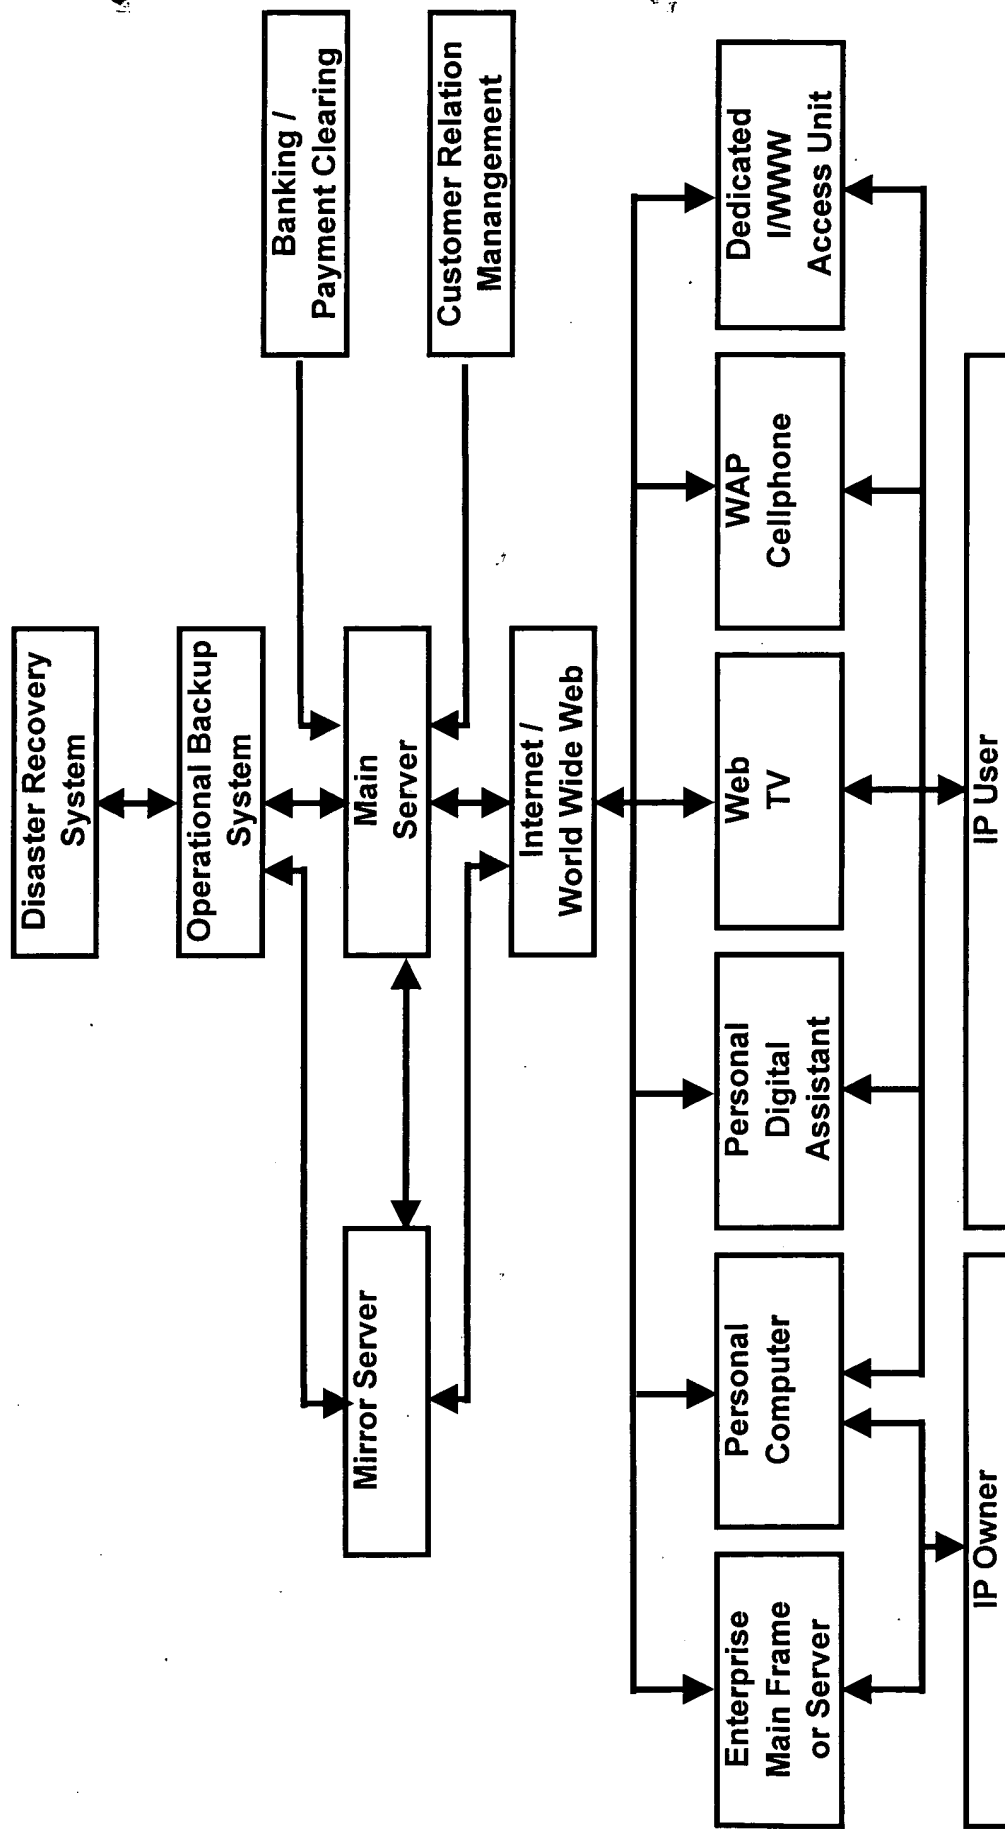 Disaster Recovery
System
Operational Backup
System
Banking /
Payment Clearing
Mirror Server
Main
Server
Customer Relation
Manangement
Internet /
World Wide Web
Enterprise
Main Frame
or Server
Personal
Computer
Personal
Digital
Assistant
Web
TV
WAP
Cellphone
Dedicated
I/WWW
Access Unit
IP Owner
IP User